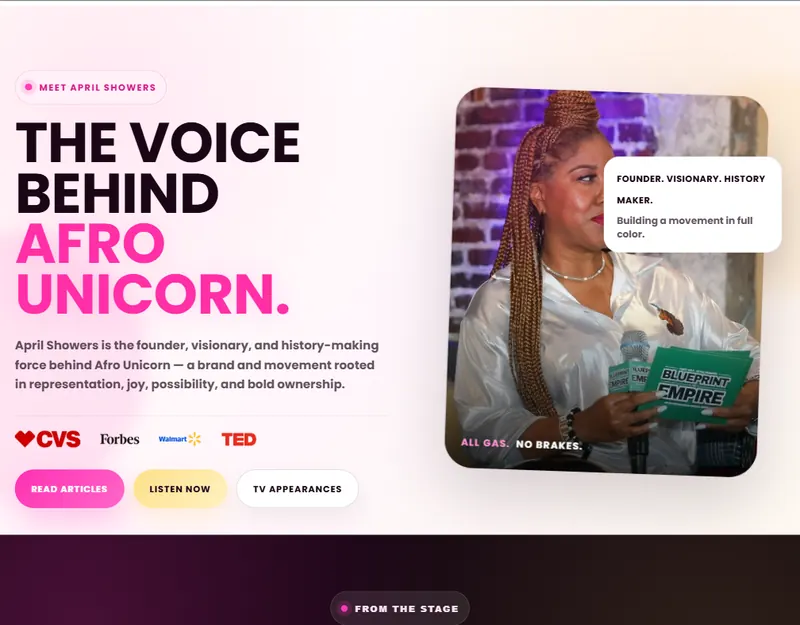 MEET APRIL SHOWERS
THE VOICE
BEHIND
AFRO
UNICORN.
April Showers is the founder, visionary, and history-making
force behind Afro Unicorn — a brand and movement rooted
in representation, joy, possibility, and bold ownership.
CVS
Forbes
Walmart
TED
READ ARTICLES
LISTEN NOW
TV APPEARANCES
FOUNDER. VISIONARY. HISTORY
MAKER.
Building a movement in full
color.
BLUEPRINT
EMPIRE
ALL GAS. NO BRAKES.
FROM THE STAGE